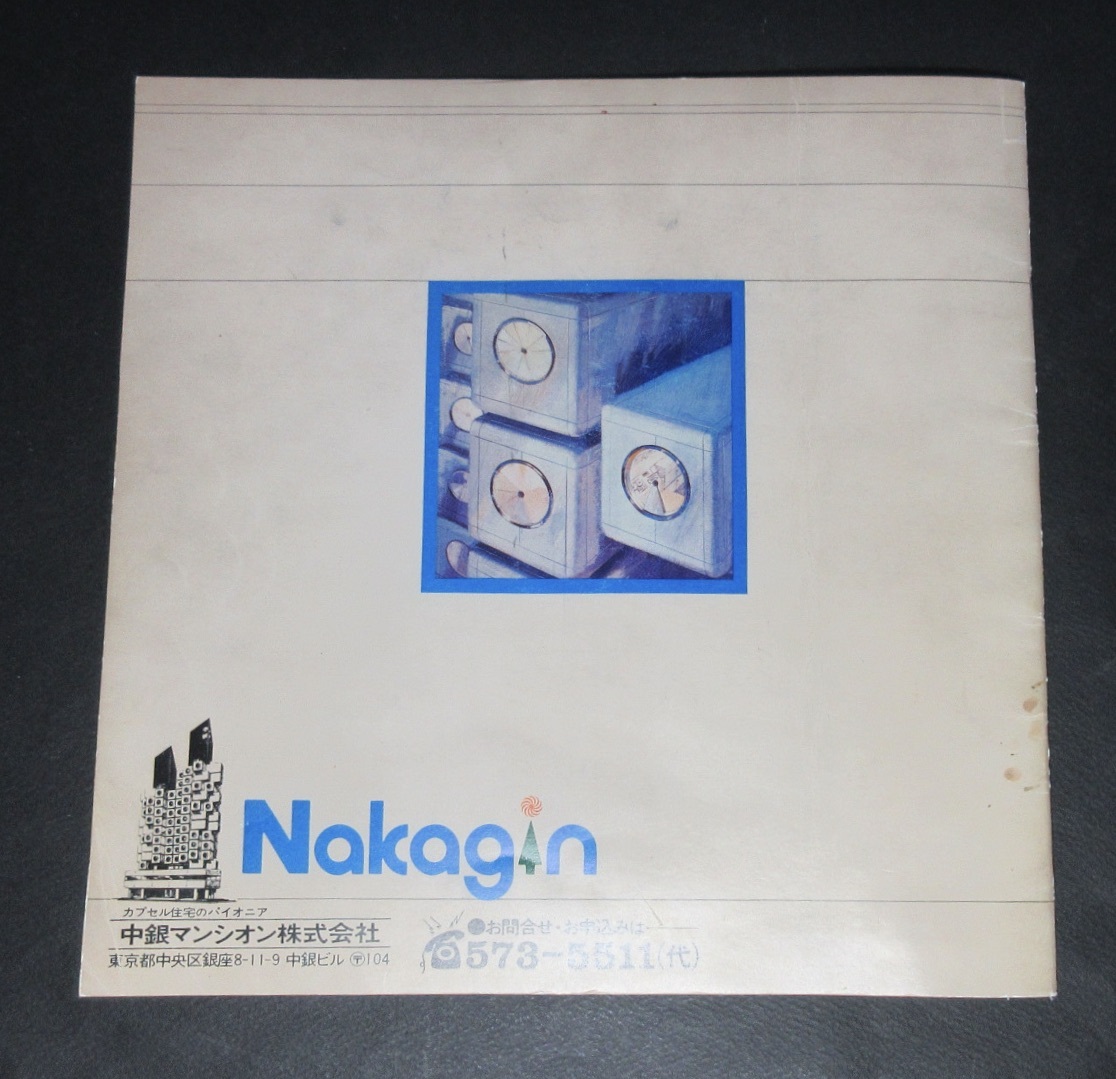 Nakagin
カプセル住宅のパイオニア
中銀マンシオン株式会社
東京都中央区銀座8-11-9 中銀ビル 〒104
●お問合せ・お申込みは
☎573-5511(代)